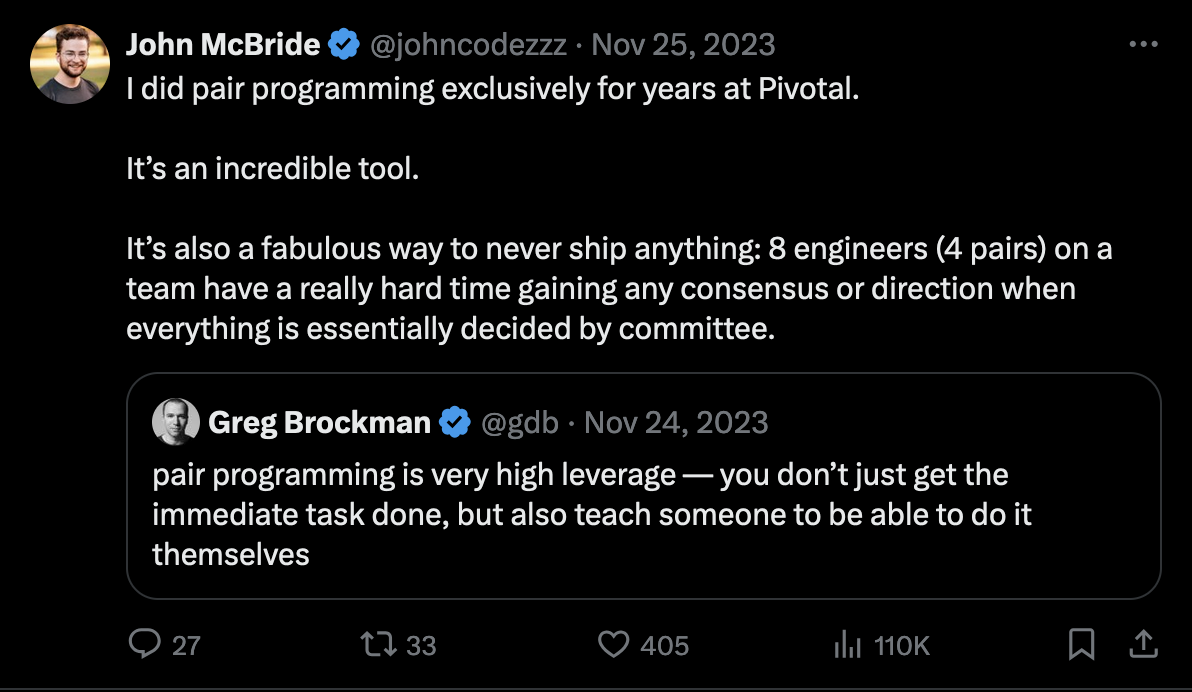 John McBride @johncodezzz · Nov 25, 2023
I did pair programming exclusively for years at Pivotal.
It’s an incredible tool.
It’s also a fabulous way to never ship anything: 8 engineers (4 pairs) on a
team have a really hard time gaining any consensus or direction when
everything is essentially decided by committee.
Greg Brockman @gdb · Nov 24, 2023
pair programming is very high leverage — you don’t just get the
immediate task done, but also teach someone to be able to do it
themselves
27 33 405 110K